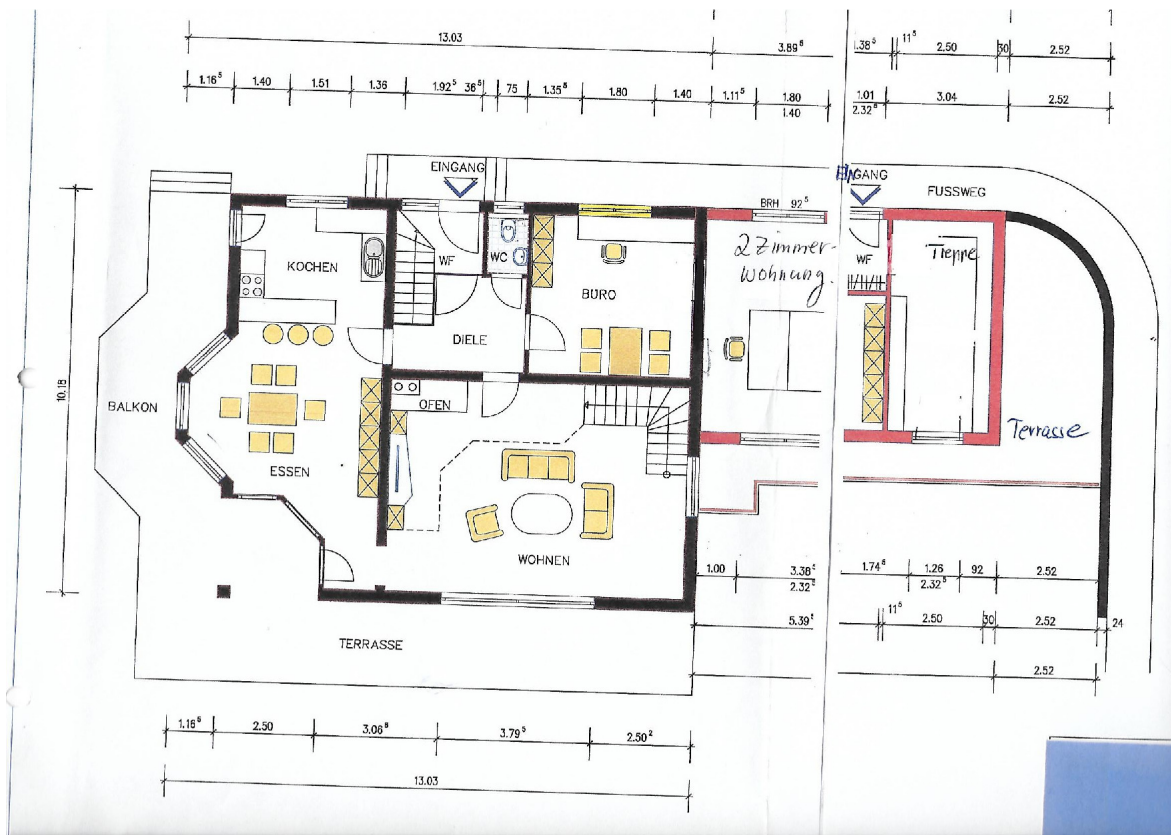 13.03
3.89⁵
1.38⁵
11⁵
2.50
30
2.52
1.16⁵
1.40
1.51
1.36
1.92⁵
36⁵
75
1.35⁵
1.80
1.40
1.11⁵
1.80
1.40
1.01
2.32⁵
3.04
2.52
EINGANG
EINGANG
FUSSWEG
BRH 92⁵
KOCHEN
WF
WC
BÜRO
2 Zimmer-
Wohnung.
WF
Treppe
DIELE
10.18
BALKON
OFEN
ESSEN
Terrasse
WOHNEN
1.00
3.38⁵
2.32⁵
1.74⁵
1.26
2.32⁵
92
2.52
5.39⁵
11⁵
2.50
30
2.52
24
TERRASSE
2.52
1.16⁵
2.50
3.06⁶
3.79⁵
2.50²
13.03